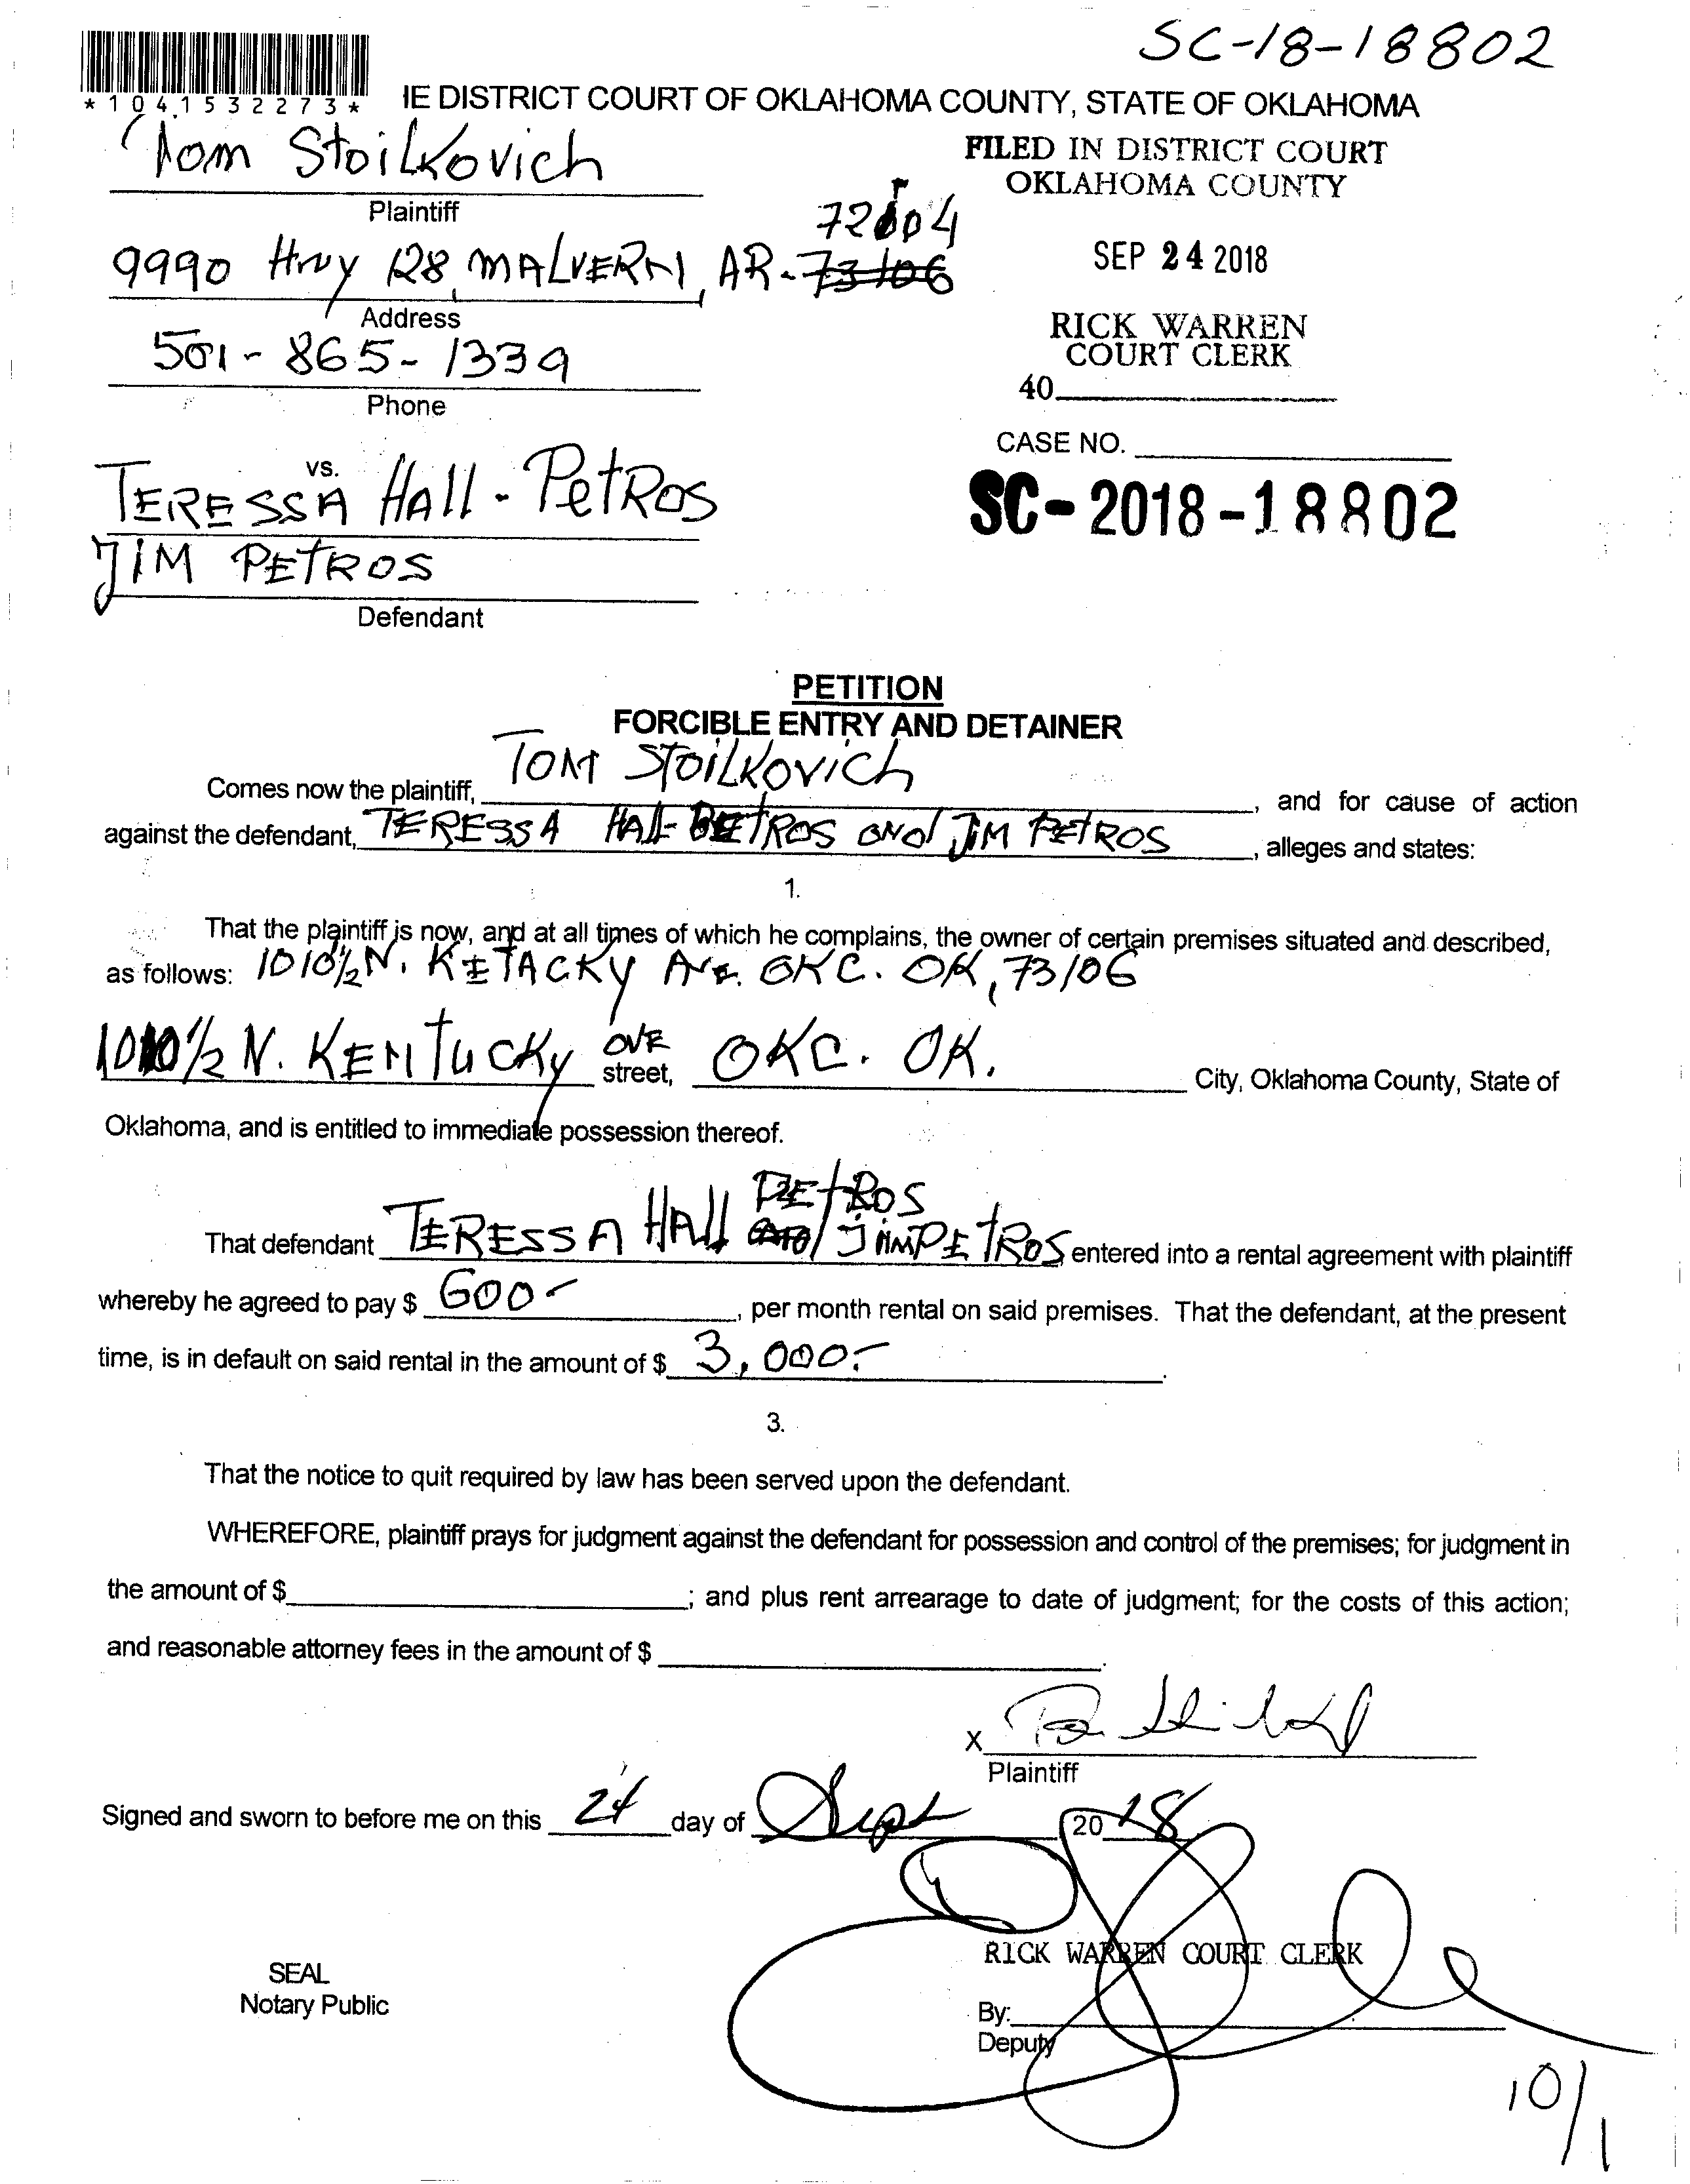 SC-18-18802
*1041532273*
IE DISTRICT COURT OF OKLAHOMA COUNTY, STATE OF OKLAHOMA
Tom Stoilkovich
FILED IN DISTRICT COURT
OKLAHOMA COUNTY
Plaintiff
72104
9990 Hwy 128, MALVERN, AR. 73106
SEP 24 2018
Address
RICK WARREN
COURT CLERK
501-865-1339
40
Phone
CASE NO.
vs.
TERESSA HAll-PetRos
SC-2018-18802
JIM PETROS
Defendant
PETITION
FORCIBLE ENTRY AND DETAINER
Comes now the plaintiff, TOM STOILKOVICH, and for cause of action
against the defendant, TERESSA HAll-PETROS and JIM PETROS, alleges and states:
1.
That the plaintiff is now, and at all times of which he complains, the owner of certain premises situated and described,
as follows: 1010½ N. KETACKY Ave. OKC. OK, 73106
1010½ N. KENTUCKY AVE street, OKC. OK. City, Oklahoma County, State of
Oklahoma, and is entitled to immediate possession thereof.
PETROS
That defendant TERESSA HAll JIM PETROS entered into a rental agreement with plaintiff
whereby he agreed to pay $ 600-, per month rental on said premises. That the defendant, at the present
time, is in default on said rental in the amount of $ 3,000.-.
3.
That the notice to quit required by law has been served upon the defendant.
WHEREFORE, plaintiff prays for judgment against the defendant for possession and control of the premises; for judgment in
the amount of $ ; and plus rent arrearage to date of judgment; for the costs of this action;
and reasonable attorney fees in the amount of $ .
X
Plaintiff
Signed and sworn to before me on this 24 day of Sept 2018
RICK WARREN COURT CLERK
SEAL
Notary Public
By:
Deputy
10/1